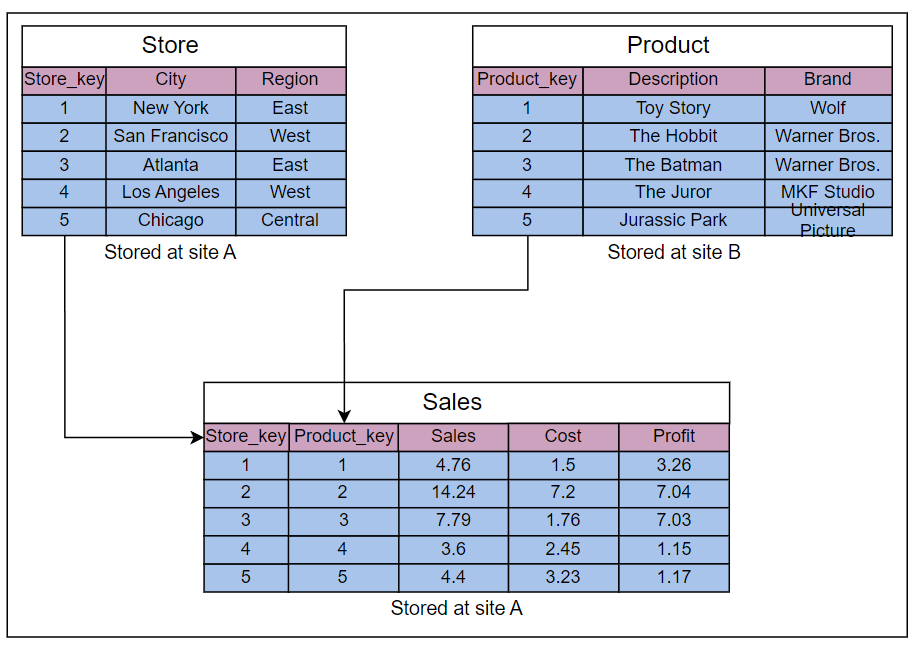 Store
Store_key City Region
1 New York East
2 San Francisco West
3 Atlanta East
4 Los Angeles West
5 Chicago Central
Stored at site A
Product
Product_key Description Brand
1 Toy Story Wolf
2 The Hobbit Warner Bros.
3 The Batman Warner Bros.
4 The Juror MKF Studio
5 Jurassic Park Universal
Picture
Stored at site B
Sales
Store_key Product_key Sales Cost Profit
1 1 4.76 1.5 3.26
2 2 14.24 7.2 7.04
3 3 7.79 1.76 7.03
4 4 3.6 2.45 1.15
5 5 4.4 3.23 1.17
Stored at site A